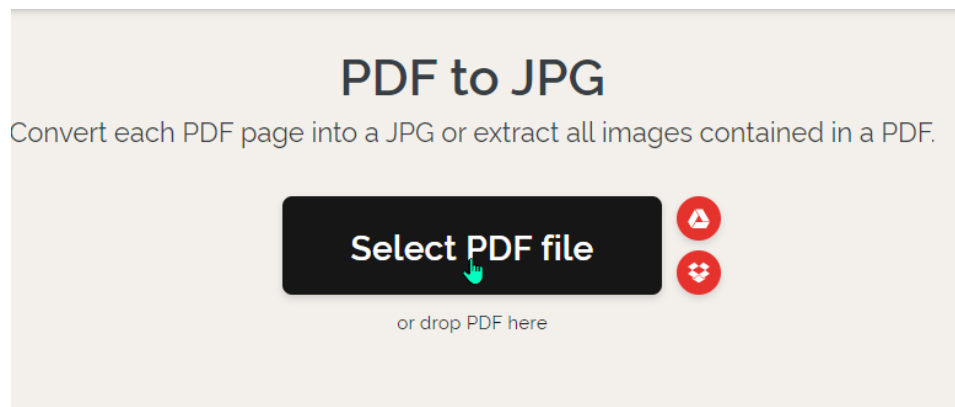 PDF to JPG
Convert each PDF page into a JPG or extract all images contained in a PDF.
Select PDF file
or drop PDF here